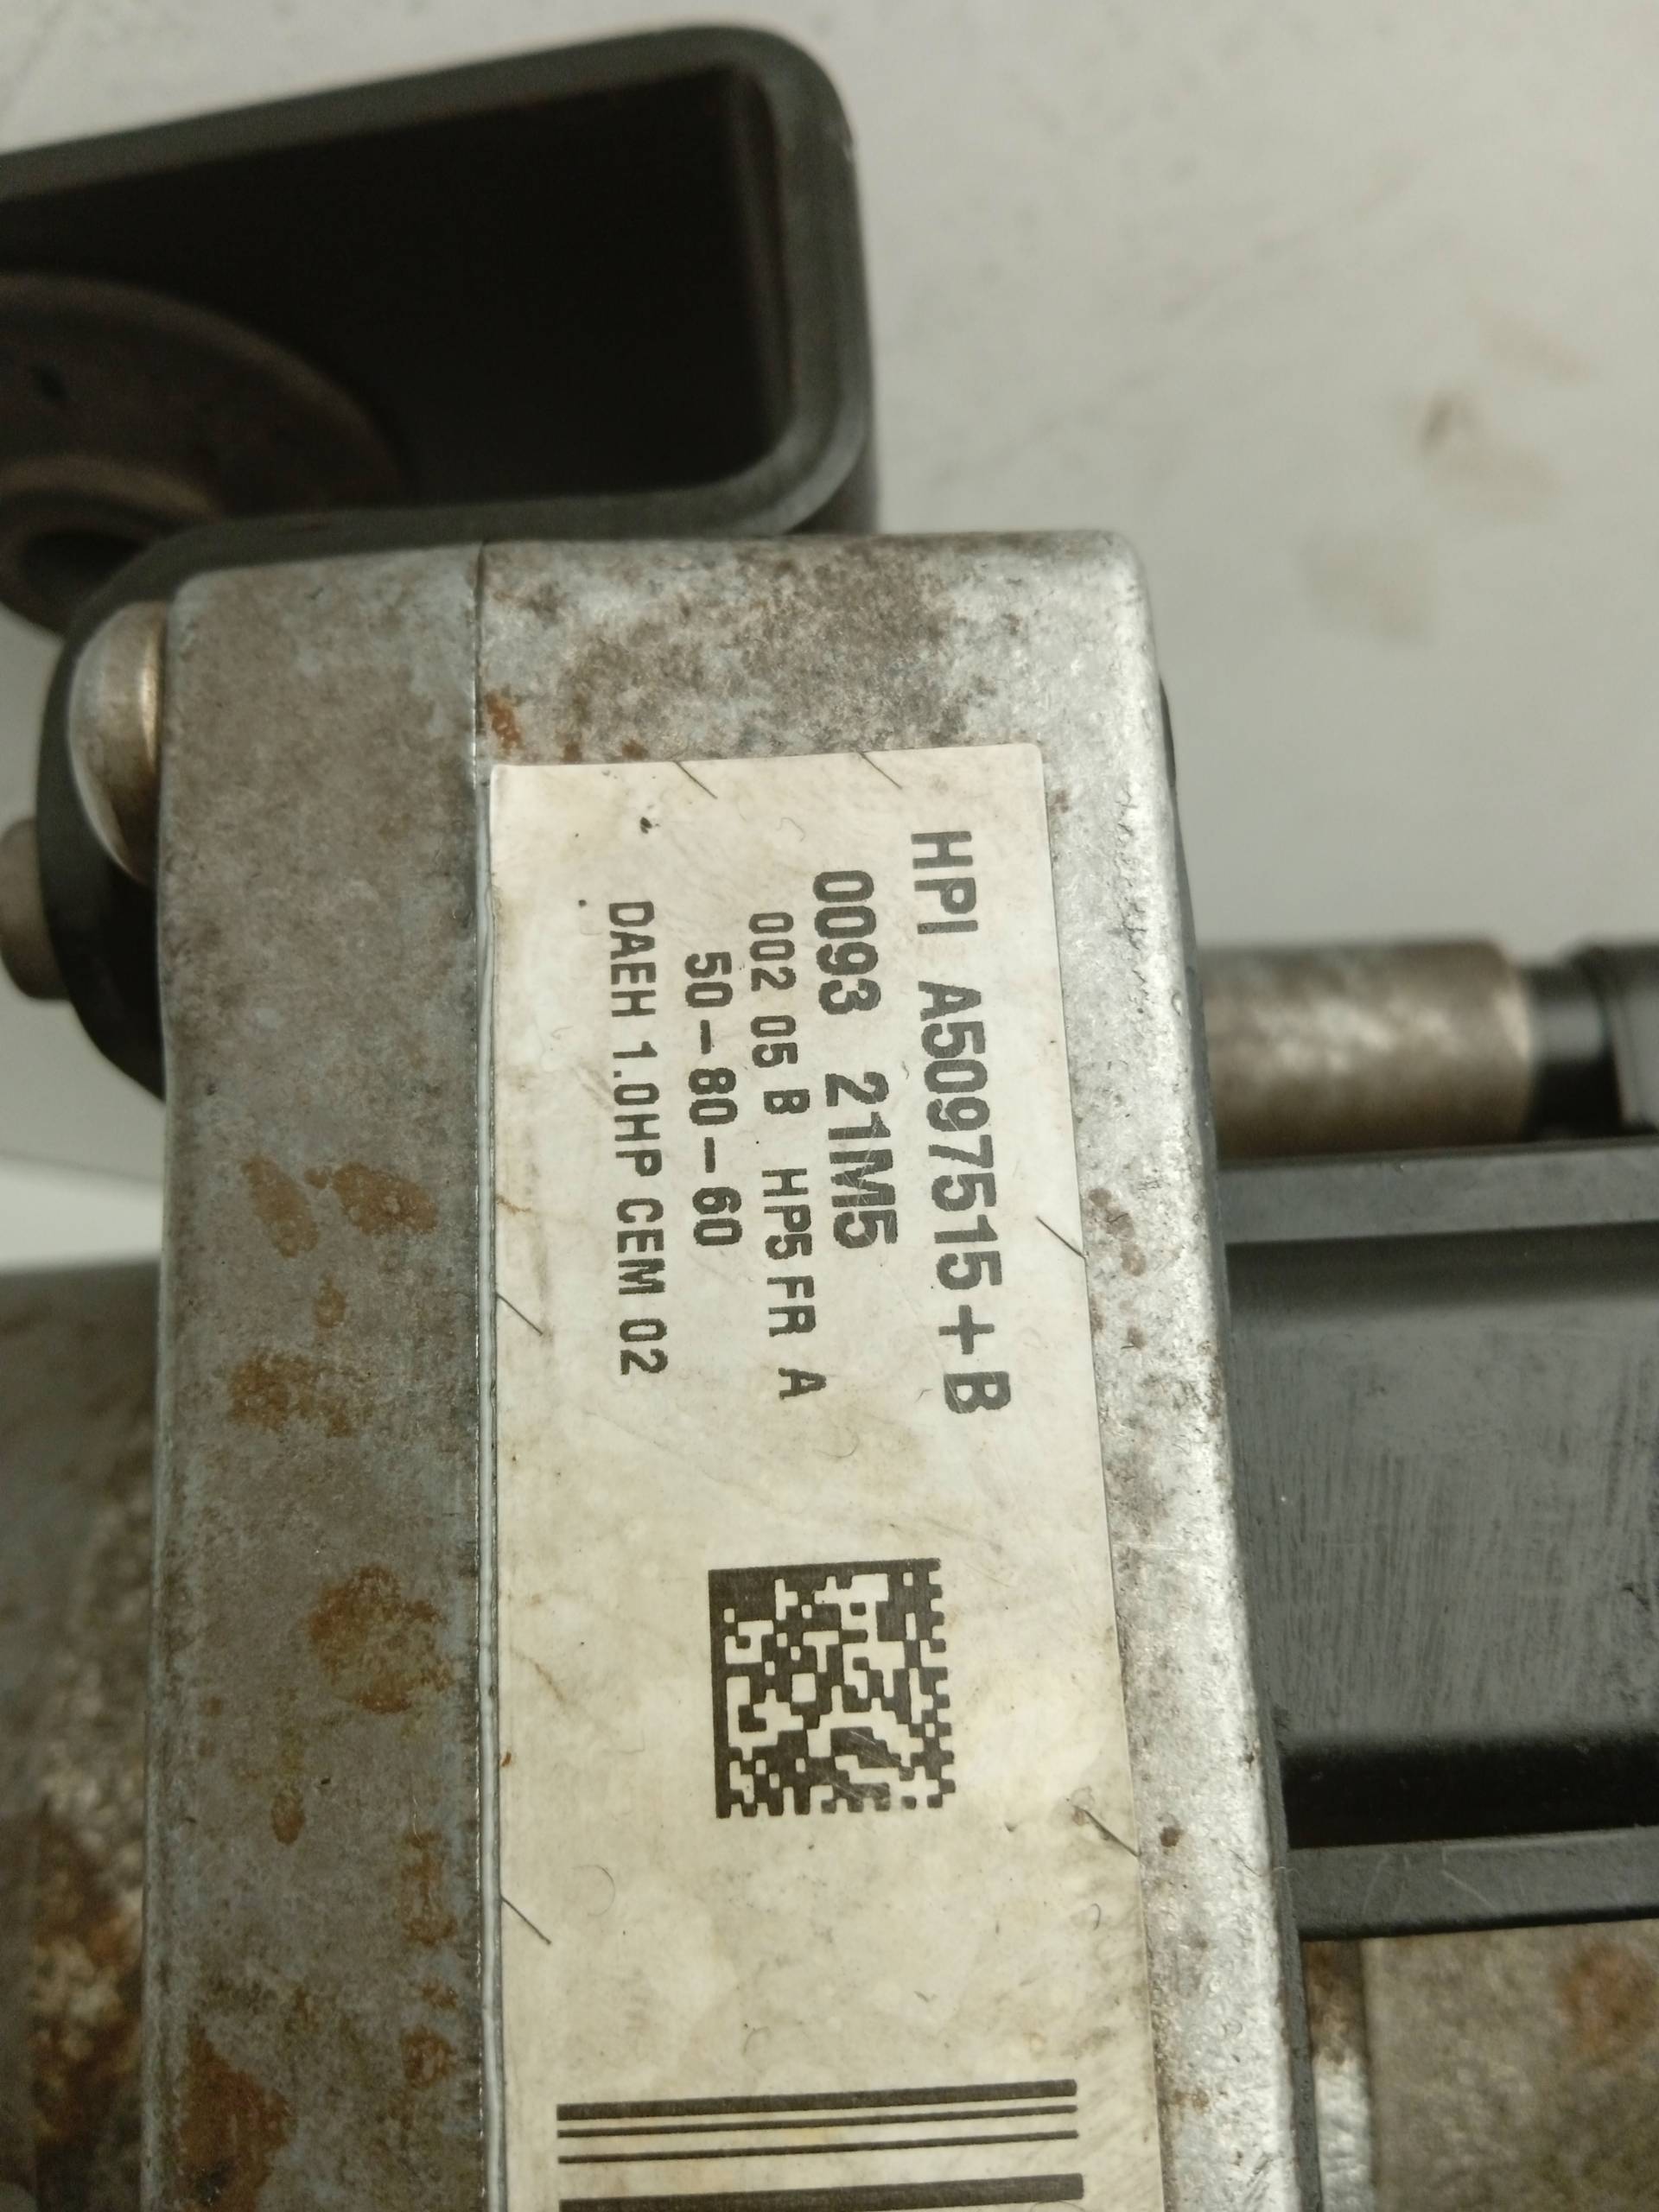 HPI A5097515+B
0093 21M5
002 05 B HP5 FR A
50-80-60
DAEH 1.0HP CEM 02